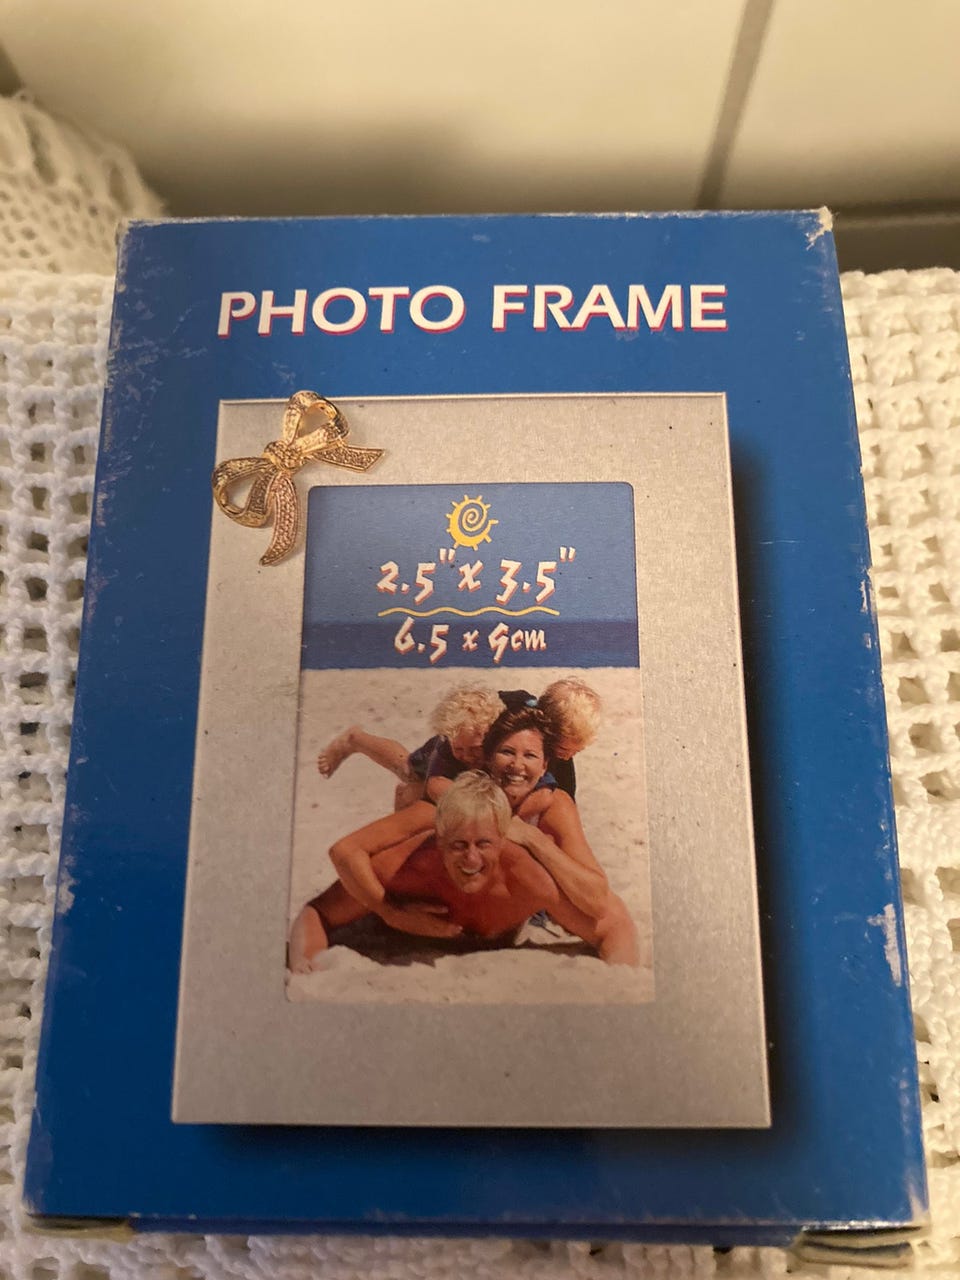 PHOTO FRAME
2.5" x 3.5"
6.5 x 9cm